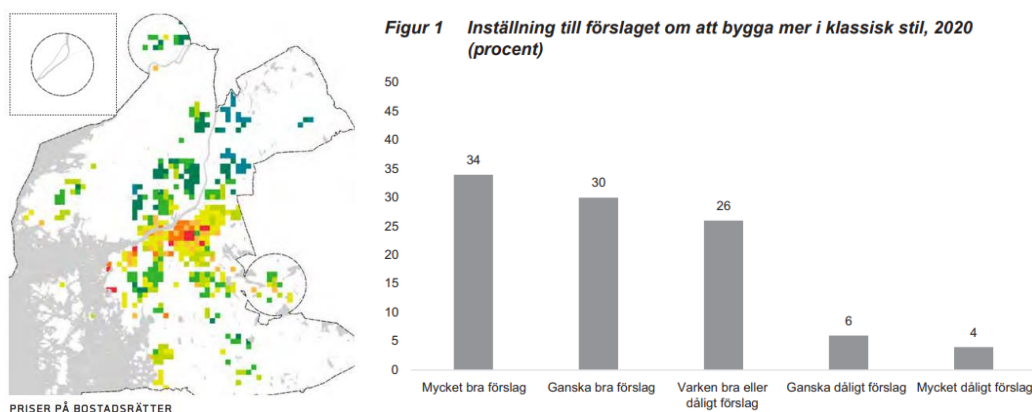 Figur 1 Inställning till förslaget om att bygga mer i klassisk stil, 2020
(procent)
50
45
40
35
30
25
20
15
10
5
0
34
30
26
6
4
Mycket bra förslag
Ganska bra förslag
Varken bra eller
dåligt förslag
Ganska dåligt förslag
Mycket dåligt förslag
PRISER PÅ BOSTADSRÄTTER